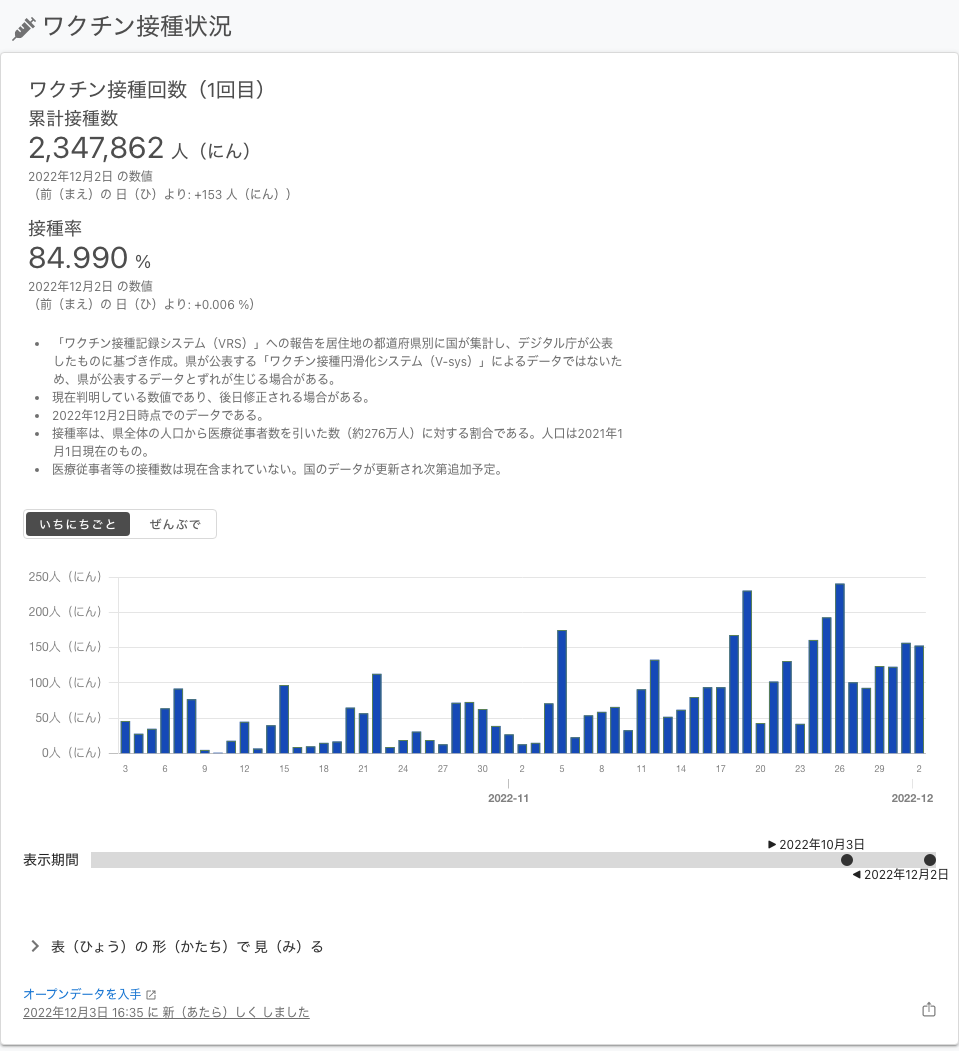 ワクチン接種状況
ワクチン接種回数（1回目）
累計接種数
2,347,862 人（にん）
2022年12月2日 の数値
（前（まえ）の 日（ひ）より: +153 人（にん））
接種率
84.990 %
2022年12月2日 の数値
（前（まえ）の 日（ひ）より: +0.006 %）
「ワクチン接種記録システム（VRS）」への報告を居住地の都道府県別に国が集計し、デジタル庁が公表
したものに基づき作成。県が公表する「ワクチン接種円滑化システム（V-sys）」によるデータではないた
め、県が公表するデータとずれが生じる場合がある。
現在判明している数値であり、後日修正される場合がある。
2022年12月2日時点でのデータである。
接種率は、県全体の人口から医療従事者数を引いた数（約276万人）に対する割合である。人口は2021年1
月1日現在のもの。
医療従事者等の接種数は現在含まれていない。国のデータが更新され次第追加予定。
いちにちごと ぜんぶで
250人（にん）
200人（にん）
150人（にん）
100人（にん）
50人（にん）
0人（にん）
3 6 9 12 15 18 21 24 27 30 2 5 8 11 14 17 20 23 26 29 2
2022-11 2022-12
▶ 2022年10月3日
表示期間
◀ 2022年12月2日
表（ひょう）の 形（かたち）で 見（み）る
オープンデータを入手
2022年12月3日 16:35 に 新（あたら）しく しました